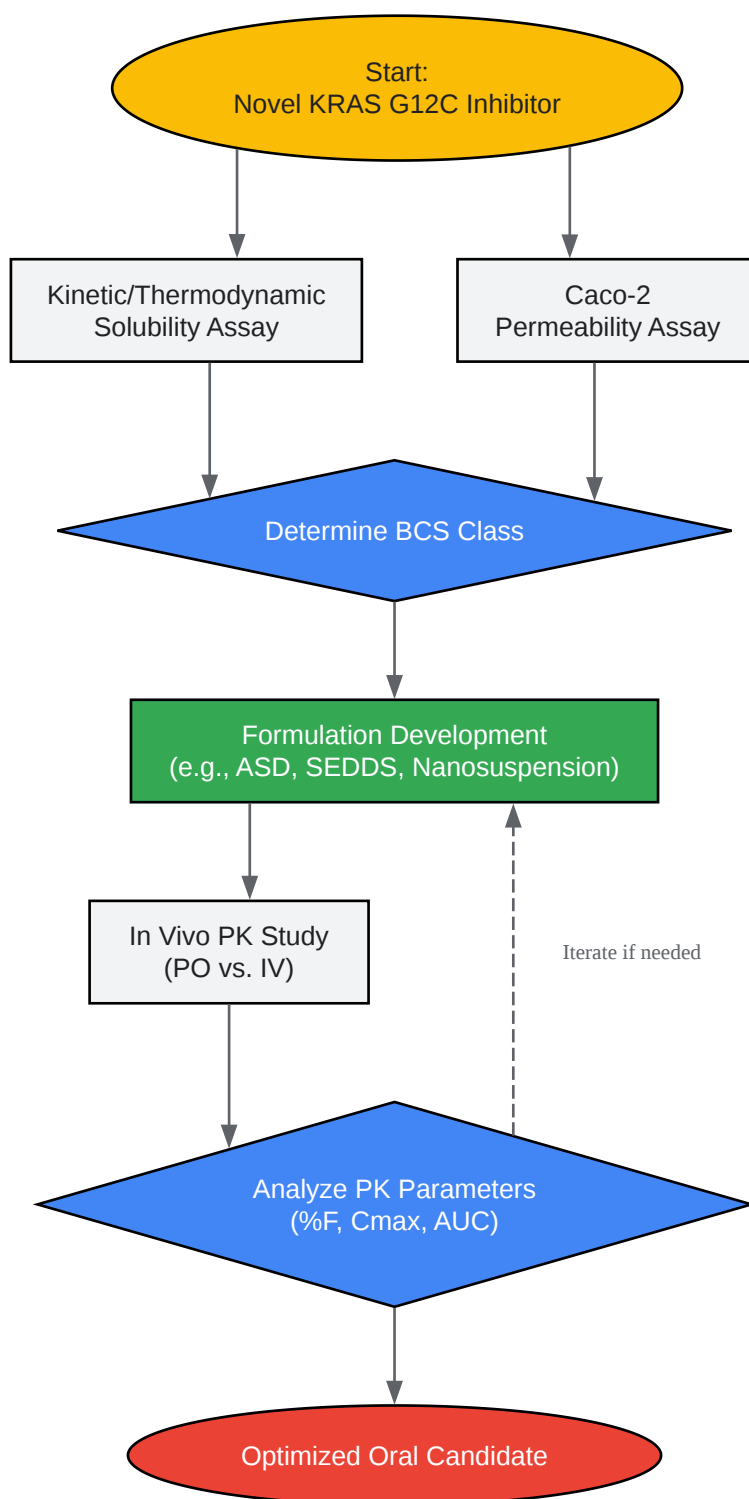 Start:
Novel KRAS G12C Inhibitor
Kinetic/Thermodynamic
Solubility Assay
Caco-2
Permeability Assay
Determine BCS Class
Formulation Development
(e.g., ASD, SEDDS, Nanosuspension)
In Vivo PK Study
(PO vs. IV)
Iterate if needed
Analyze PK Parameters
(%F, Cmax, AUC)
Optimized Oral Candidate